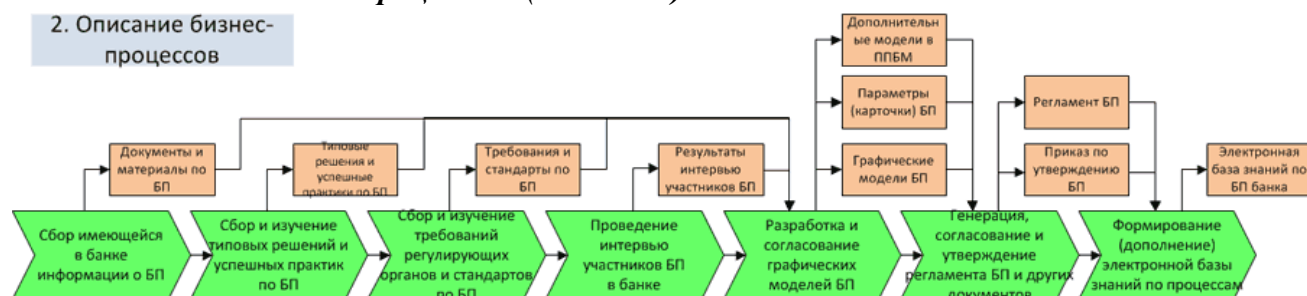 2. Описание бизнес-
процессов
Дополнительн
ые модели в
ППБМ
Параметры
(карточки) БП
Регламент БП
Документы и
материалы по
БП
Типовые
решения и
успешные
практики по БП
Требования и
стандарты по
БП
Результаты
интервью
участников БП
Графические
модели БП
Приказ по
утверждению
БП
Электронная
база знаний по
БП банка
Сбор имеющейся
в банке
информации о БП
Сбор и изучение
типовых решений и
успешных практик
по БП
Сбор и изучение
требований
регулирующих
органов и стандартов
по БП
Проведение
интервью
участников БП
в банке
Разработка и
согласование
графических
моделей БП
Генерация,
согласование и
утверждение
регламента БП и других
документов
Формирование
(дополнение)
электронной базы
знаний по процессам